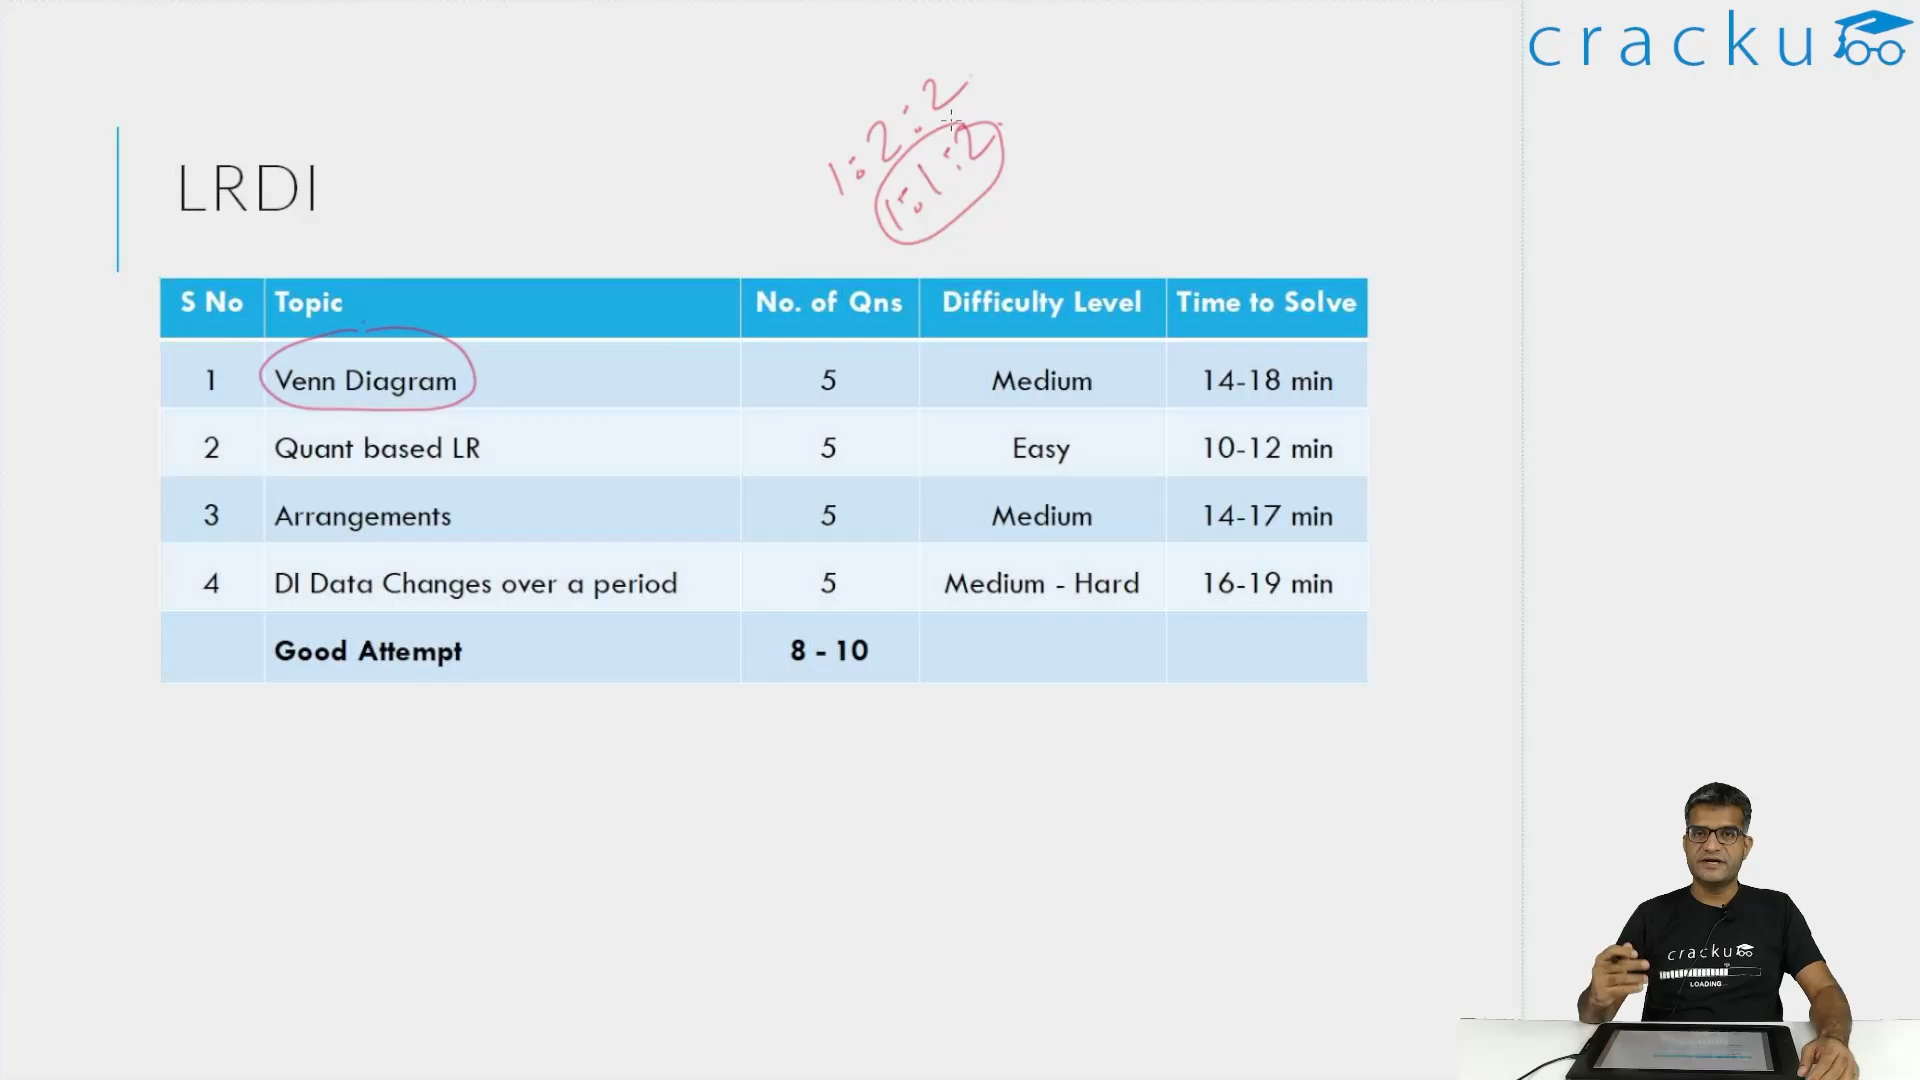 cracku
1:2:2
1:1:2
LRDI
S No Topic No. of Qns Difficulty Level Time to Solve
1 Venn Diagram 5 Medium 14-18 min
2 Quant based LR 5 Easy 10-12 min
3 Arrangements 5 Medium 14-17 min
4 DI Data Changes over a period 5 Medium - Hard 16-19 min
Good Attempt 8 - 10
cracku
LOADING